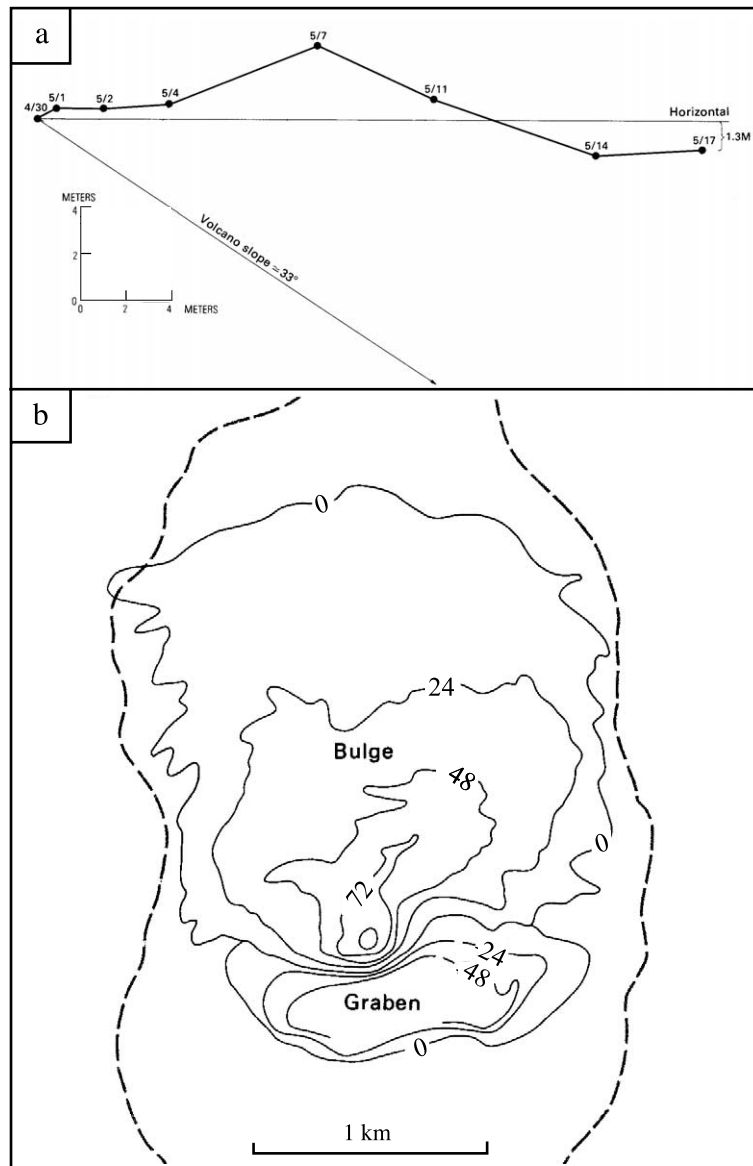 a
5/7
5/1
5/2
5/4
5/11
4/30
Horizontal
1.3M
5/14
5/17
METERS
4
2
0
0
2
4
METERS
Volcano slope ≃33°
b
0
24
Bulge
48
0
72
24
48
Graben
0
1 km